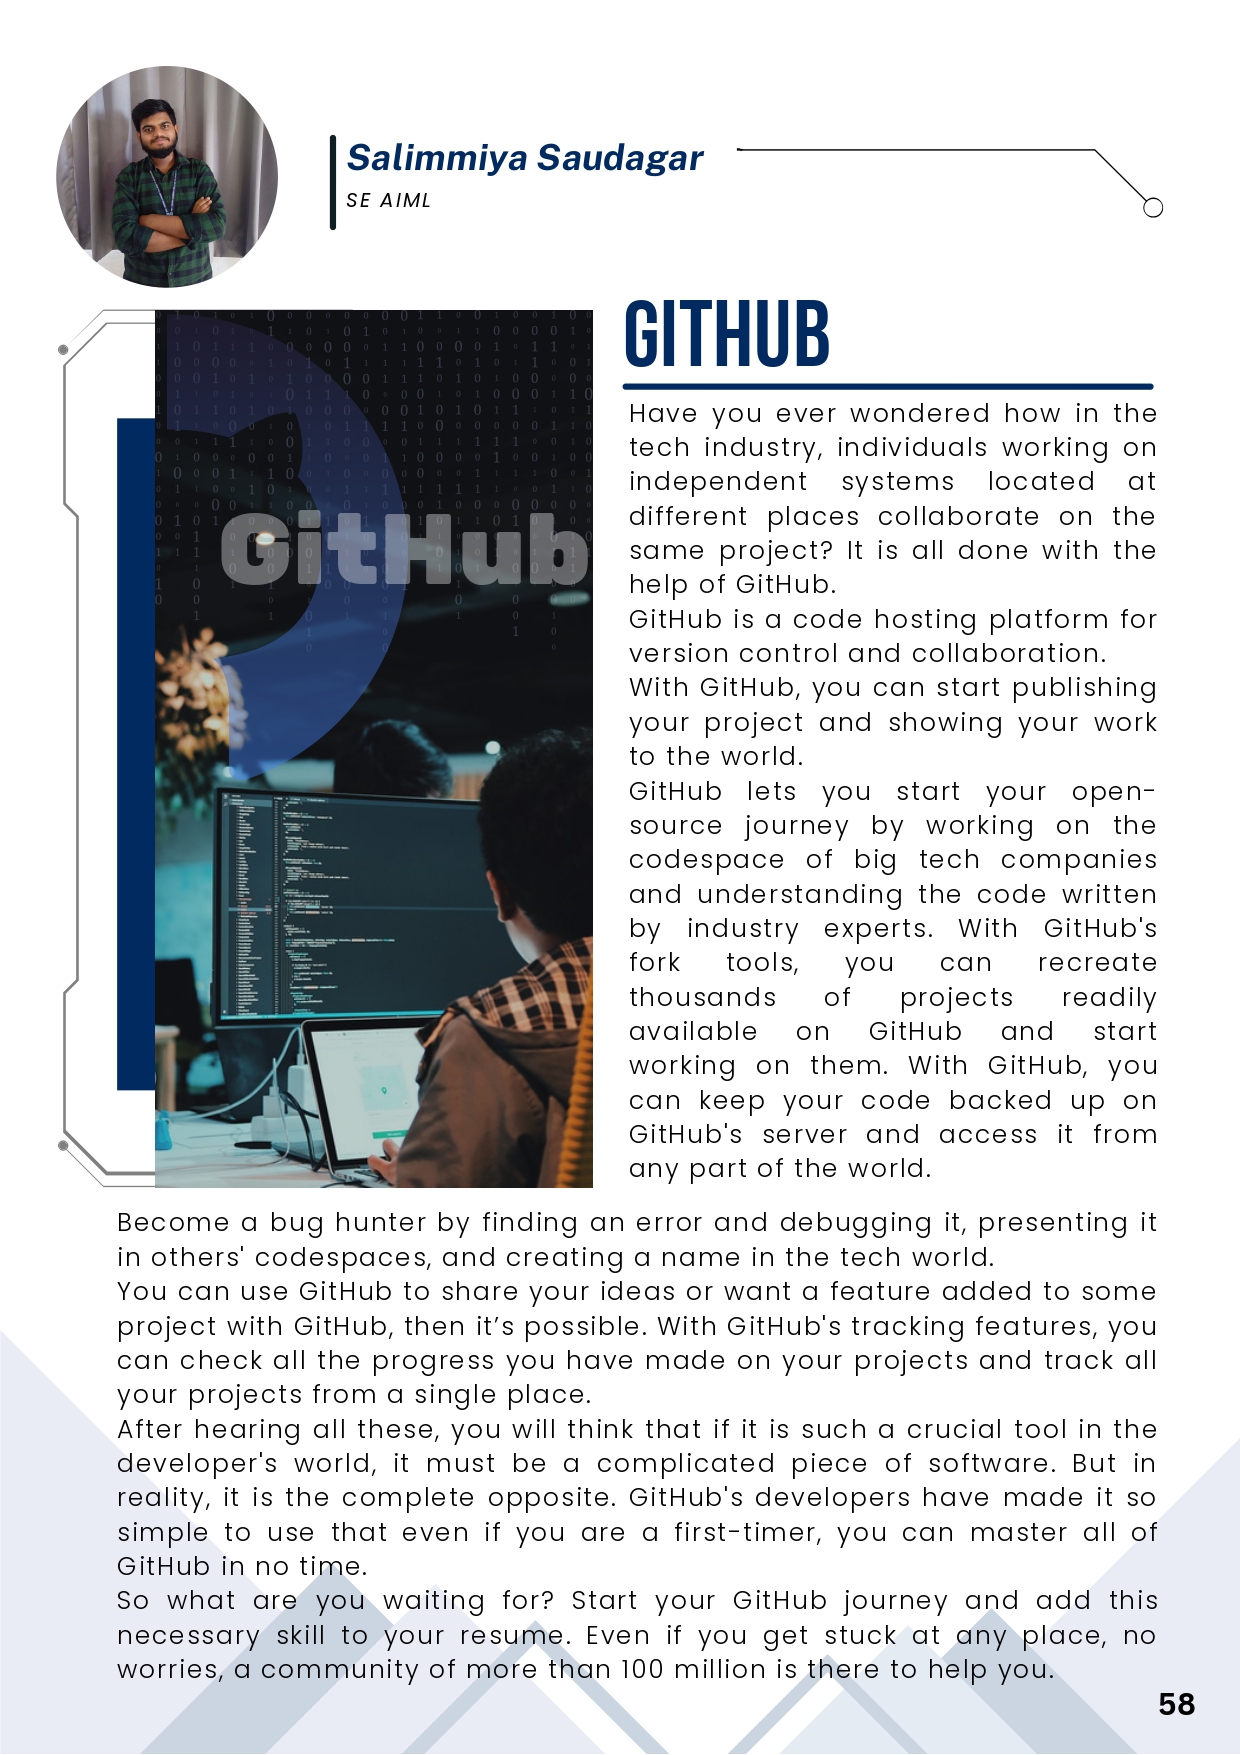 Salimmiya Saudagar
SE AIML
GITHUB
GitHub
Have you ever wondered how in the
tech industry, individuals working on
independent systems located at
different places collaborate on the
same project? It is all done with the
help of GitHub.
GitHub is a code hosting platform for
version control and collaboration.
With GitHub, you can start publishing
your project and showing your work
to the world.
GitHub lets you start your open-
source journey by working on the
codespace of big tech companies
and understanding the code written
by industry experts. With GitHub's
fork tools, you can recreate
thousands of projects readily
available on GitHub and start
working on them. With GitHub, you
can keep your code backed up on
GitHub's server and access it from
any part of the world.
Become a bug hunter by finding an error and debugging it, presenting it
in others' codespaces, and creating a name in the tech world.
You can use GitHub to share your ideas or want a feature added to some
project with GitHub, then it’s possible. With GitHub's tracking features, you
can check all the progress you have made on your projects and track all
your projects from a single place.
After hearing all these, you will think that if it is such a crucial tool in the
developer's world, it must be a complicated piece of software. But in
reality, it is the complete opposite. GitHub's developers have made it so
simple to use that even if you are a first-timer, you can master all of
GitHub in no time.
So what are you waiting for? Start your GitHub journey and add this
necessary skill to your resume. Even if you get stuck at any place, no
worries, a community of more than 100 million is there to help you.
58